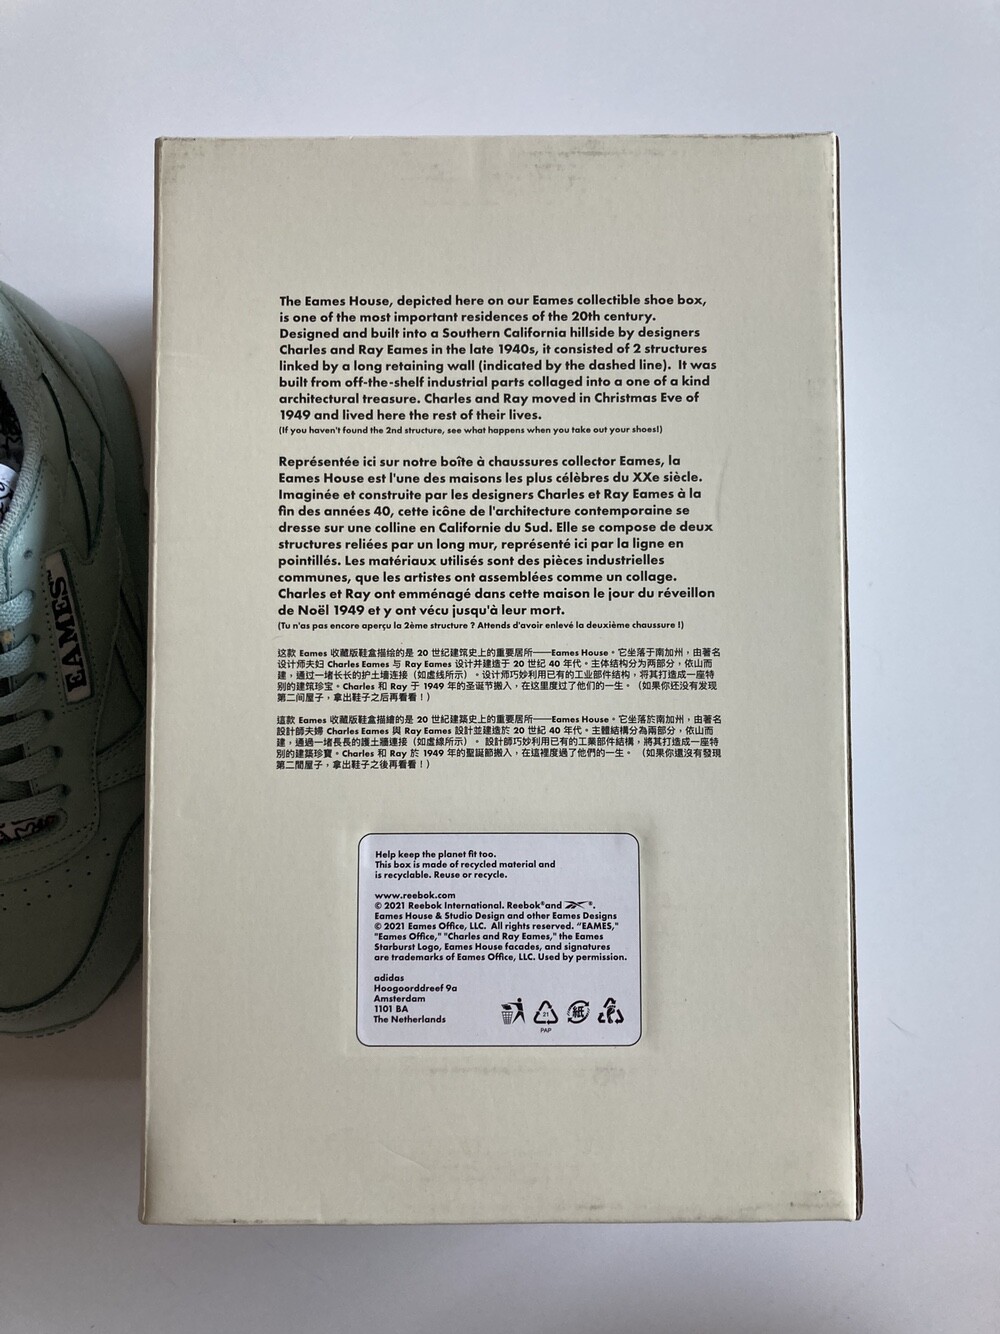 The Eames House, depicted here on our Eames collectible shoe box,
is one of the most important residences of the 20th century.
Designed and built into a Southern California hillside by designers
Charles and Ray Eames in the late 1940s, it consisted of 2 structures
linked by a long retaining wall (indicated by the dashed line).  It was
built from off-the-shelf industrial parts collaged into a one of a kind
architectural treasure. Charles and Ray moved in Christmas Eve of
1949 and lived here the rest of their lives.
(If you haven't found the 2nd structure, see what happens when you take out your shoes!)
Représentée ici sur notre boîte à chaussures collector Eames, la
Eames House est l'une des maisons les plus célèbres du XXe siècle.
Imaginée et construite par les designers Charles et Ray Eames à la
fin des années 40, cette icône de l'architecture contemporaine se
dresse sur une colline en Californie du Sud. Elle se compose de deux
structures reliées par un long mur, représenté ici par la ligne en
pointillés. Les matériaux utilisés sont des pièces industrielles
communes, que les artistes ont assemblées comme un collage.
Charles et Ray ont emménagé dans cette maison le jour du réveillon
de Noël 1949 et y ont vécu jusqu'à leur mort.
(Tu n'as pas encore aperçu la 2ème structure ? Attends d'avoir enlevé la deuxième chaussure !)
这款 Eames 收藏版鞋盒描绘的是 20 世纪建筑史上的重要居所——Eames House。它坐落于南加州，由著名
设计师夫妇 Charles Eames 与 Ray Eames 设计并建造于 20 世纪 40 年代。主体结构分为两部分，依山而
建，通过一堵长长的护土墙连接（如虚线所示）。设计师巧妙利用已有的工业部件结构，将其打造成一座特
别的建筑珍宝。Charles 和 Ray 于 1949 年的圣诞节搬入，在这里度过了他们的一生。（如果你还没有发现
第二间屋子，拿出鞋子之后再看看！）
這款 Eames 收藏版鞋盒描繪的是 20 世紀建築史上的重要居所——Eames House。它坐落於南加州，由著名
設計師夫婦 Charles Eames 與 Ray Eames 設計並建造於 20 世紀 40 年代。主體結構分為兩部分，依山而
建，通過一堵長長的護土牆連接（如虛線所示）。 設計師巧妙利用已有的工業部件結構，將其打造成一座特
別的建築珍寶。Charles 和 Ray 於 1949 年的聖誕節搬入，在這裡度過了他們的一生。（如果你還沒有發現
第二間屋子，拿出鞋子之後再看看！）
EAMES™
Help keep the planet fit too.
This box is made of recycled material and
is recyclable. Reuse or recycle.
www.reebok.com
© 2021 Reebok International. Reebok® and ®.
Eames House & Studio Design and other Eames Designs
© 2021 Eames Office, LLC.  All rights reserved. "EAMES,"
"Eames Office," "Charles and Ray Eames," the Eames
Starburst Logo, Eames House facades, and signatures
are trademarks of Eames Office, LLC. Used by permission.
adidas
Hoogoorddreef 9a
Amsterdam
1101 BA
The Netherlands
21
PAP
紙